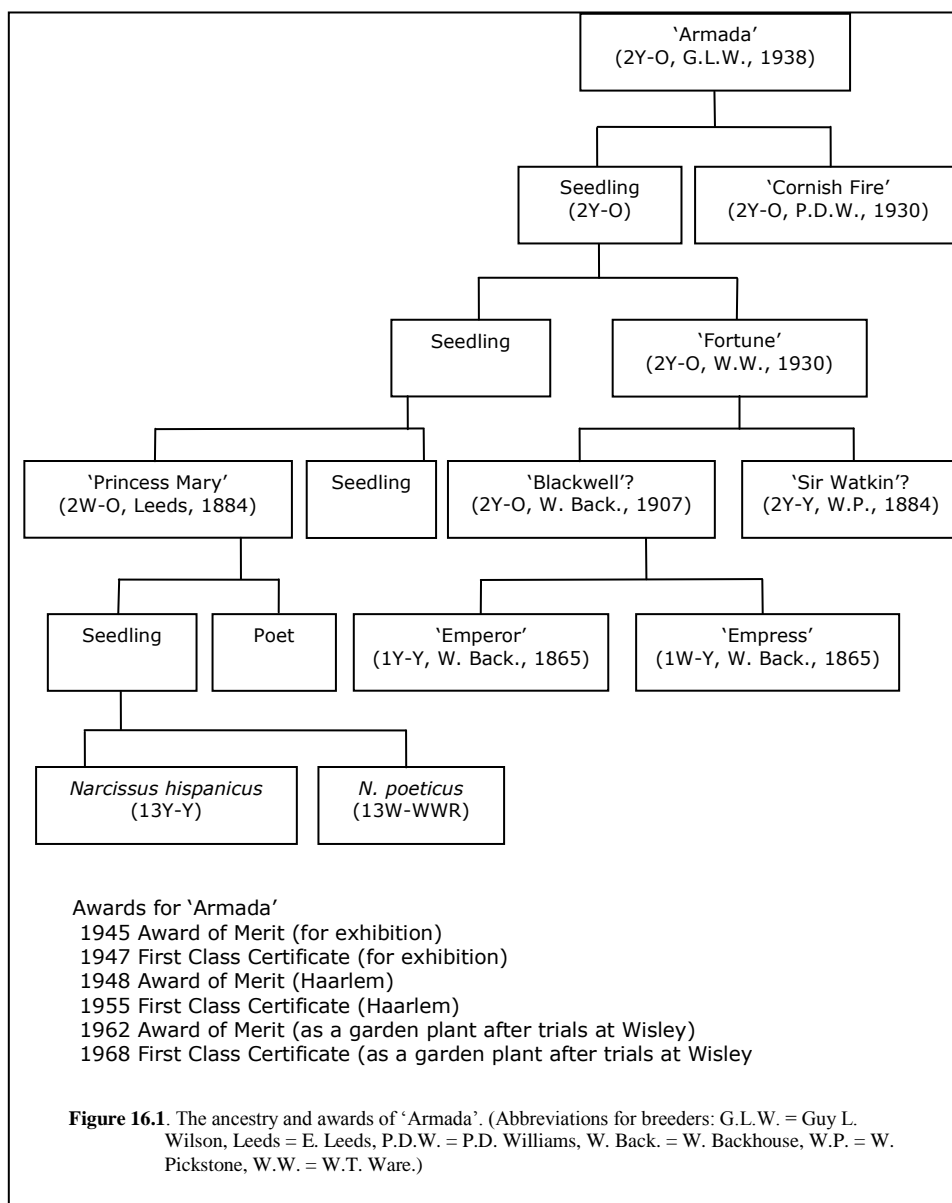 ‘Armada’
(2Y-O, G.L.W., 1938)
Seedling
(2Y-O)
‘Cornish Fire’
(2Y-O, P.D.W., 1930)
Seedling
‘Fortune’
(2Y-O, W.W., 1930)
‘Princess Mary’
(2W-O, Leeds, 1884)
Seedling
‘Blackwell’?
(2Y-O, W. Back., 1907)
‘Sir Watkin’?
(2Y-Y, W.P., 1884)
Seedling
Poet
‘Emperor’
(1Y-Y, W. Back., 1865)
‘Empress’
(1W-Y, W. Back., 1865)
Narcissus hispanicus
(13Y-Y)
N. poeticus
(13W-WWR)
Awards for ‘Armada’
1945 Award of Merit (for exhibition)
1947 First Class Certificate (for exhibition)
1948 Award of Merit (Haarlem)
1955 First Class Certificate (Haarlem)
1962 Award of Merit (as a garden plant after trials at Wisley)
1968 First Class Certificate (as a garden plant after trials at Wisley
Figure 16.1. The ancestry and awards of ‘Armada’. (Abbreviations for breeders: G.L.W. = Guy L.
Wilson, Leeds = E. Leeds, P.D.W. = P.D. Williams, W. Back. = W. Backhouse, W.P. = W.
Pickstone, W.W. = W.T. Ware.)